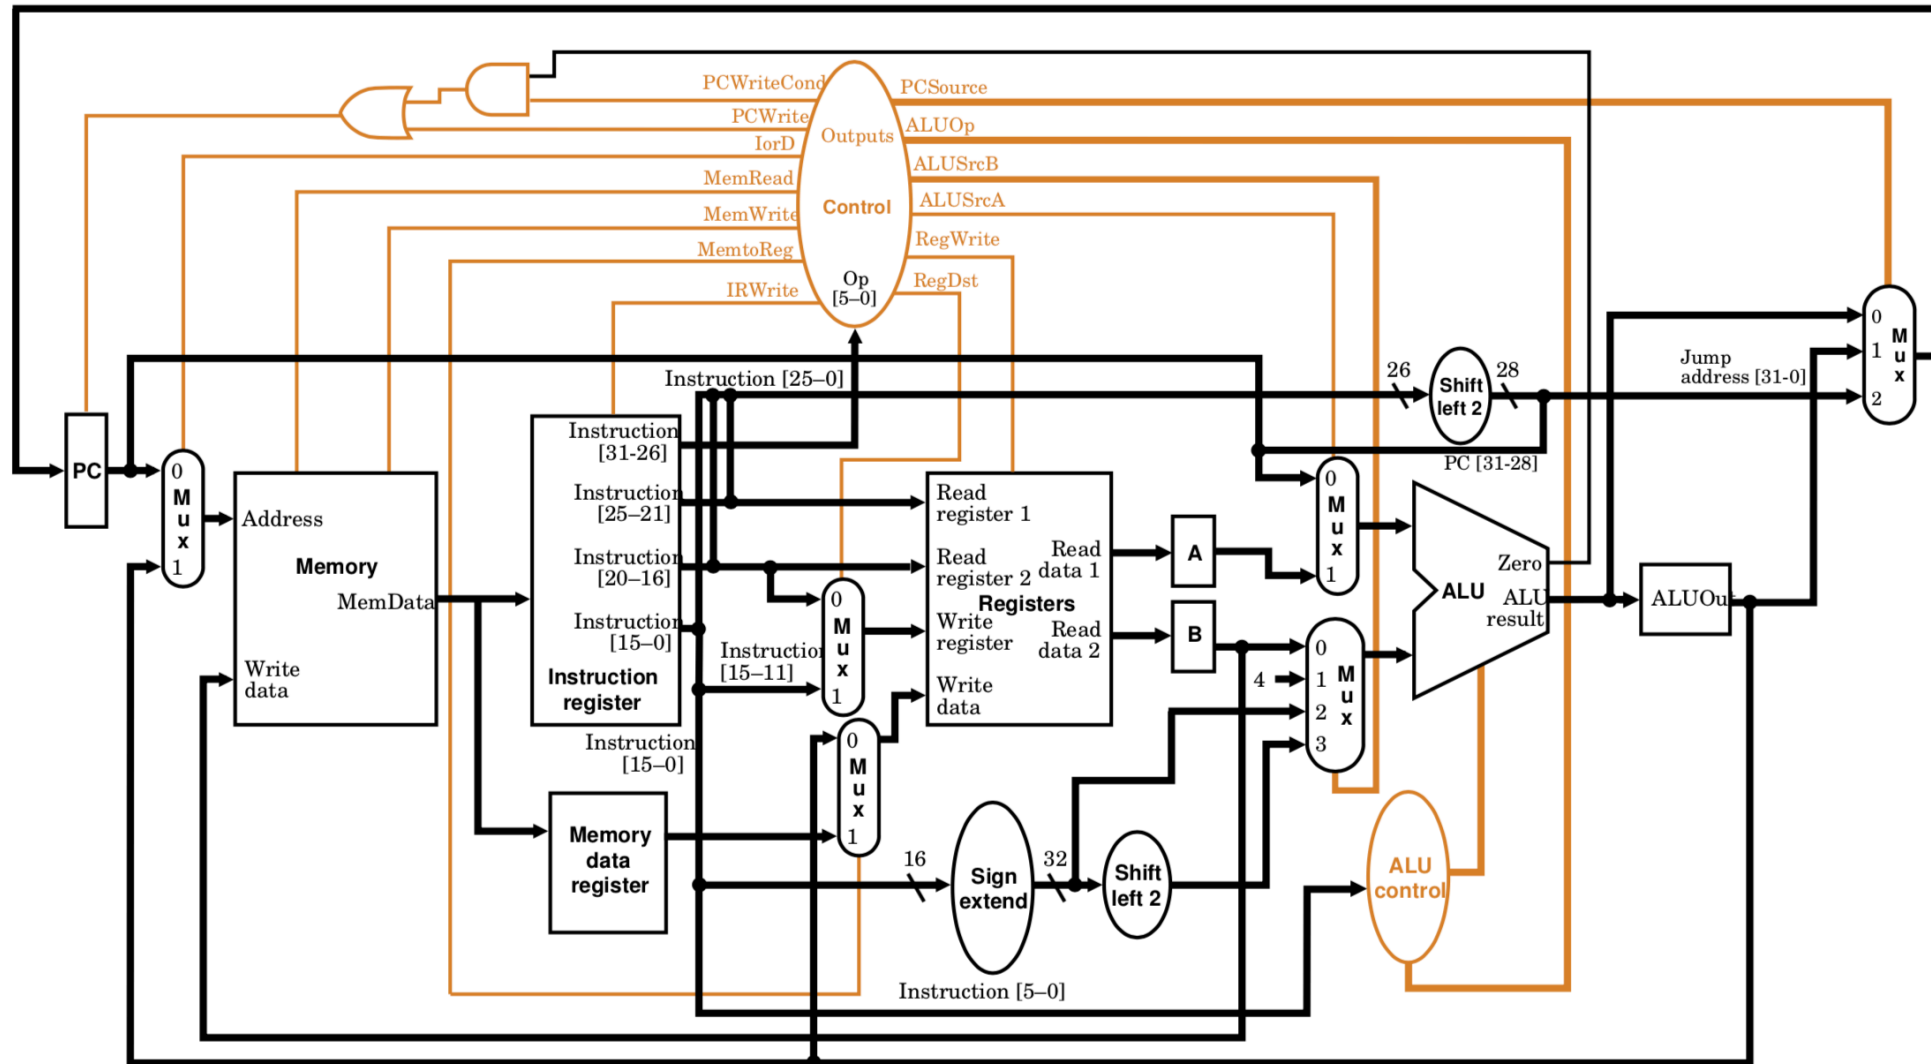 PCWriteCond
PCWrite
IorD
MemRead
MemWrite
MemtoReg
IRWrite
Outputs
Control
Op
[5–0]
PCSource
ALUOp
ALUSrcB
ALUSrcA
RegWrite
RegDst
PC
0
M
u
x
1
Address
Memory
MemData
Write
data
Instruction [25–0]
Instruction
[31-26]
Instruction
[25–21]
Instruction
[20–16]
Instruction
[15–0]
Instruction
register
Instruction
[15–11]
0
M
u
x
1
Instruction
[15–0]
Memory
data
register
0
M
u
x
1
Read
register 1
Read
register 2
Registers
Write
register
Write
data
Read
data 1
Read
data 2
A
B
16
Sign
extend
32
Shift
left 2
Instruction [5–0]
4
0
M
u
x
1
0
1
2
3
M
u
x
26
Shift
left 2
28
PC [31-28]
Jump
address [31-0]
Zero
ALU
ALU
result
ALUOut
ALU
control
0
1
2
M
u
x